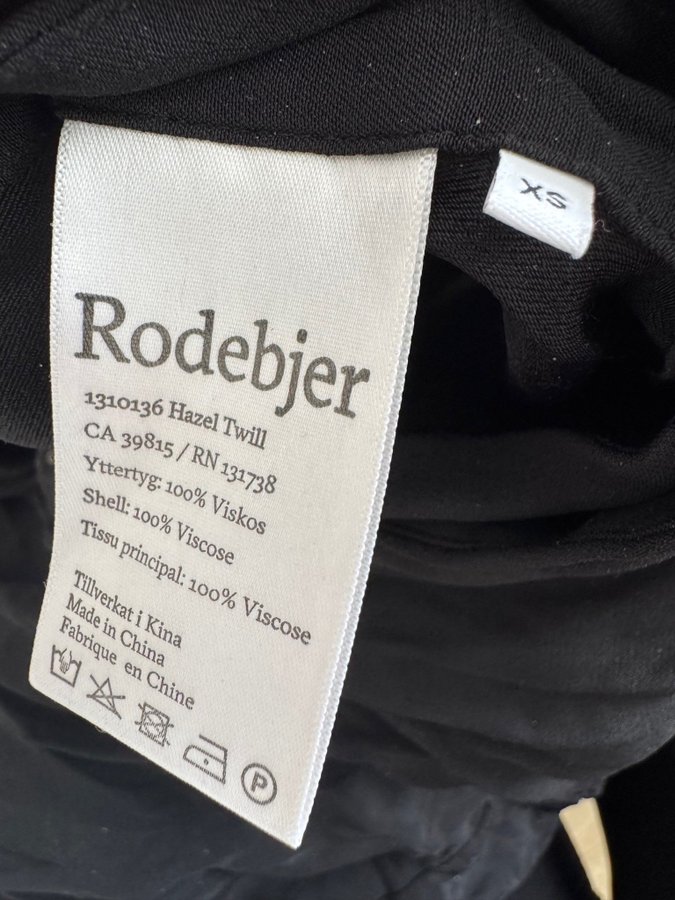 Rodebjer
1310136 Hazel Twill
CA 39815 / RN 131738
Yttertyg: 100% Viskos
Shell: 100% Viscose
Tissu principal: 100% Viscose
Tillverkat i Kina
Made in China
Fabrique en Chine
P
XS